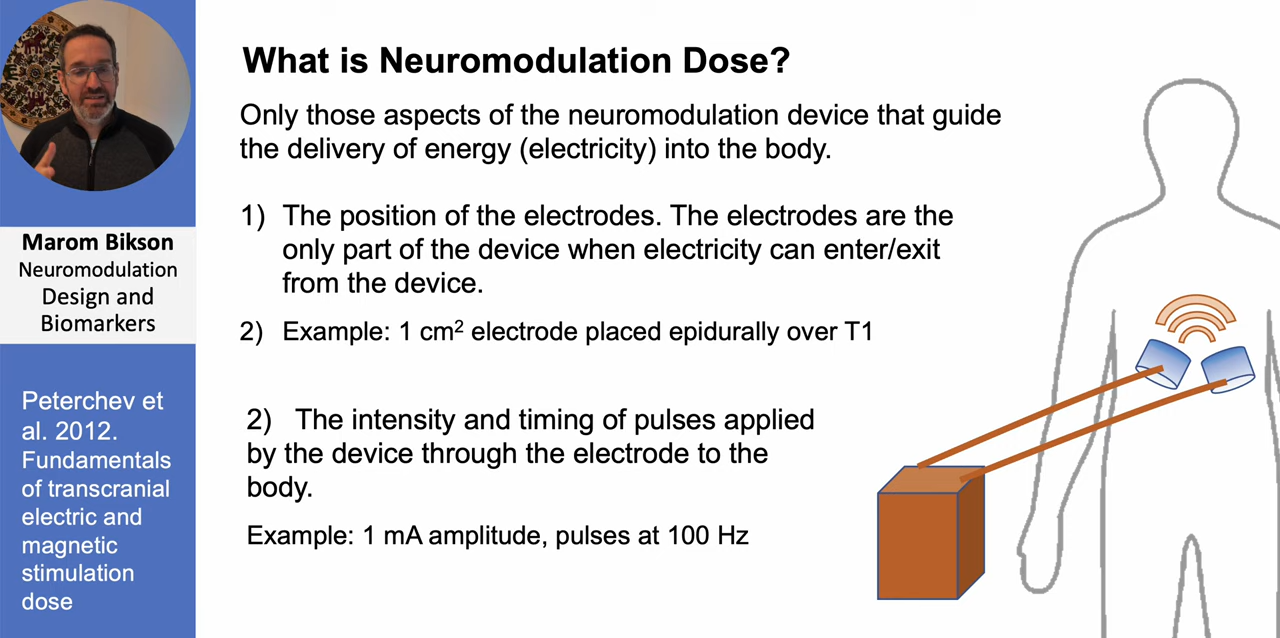 What is Neuromodulation Dose?
Only those aspects of the neuromodulation device that guide
the delivery of energy (electricity) into the body.
1) The position of the electrodes. The electrodes are the
only part of the device when electricity can enter/exit
from the device.
2) Example: 1 cm² electrode placed epidurally over T1
2) The intensity and timing of pulses applied
by the device through the electrode to the
body.
Example: 1 mA amplitude, pulses at 100 Hz
Marom Bikson
Neuromodulation
Design and
Biomarkers
Peterchev et
al. 2012.
Fundamentals
of transcranial
electric and
magnetic
stimulation
dose